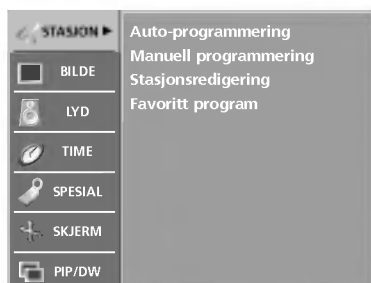 STASJON ►
BILDE
LYD
TIME
SPESIAL
SKJERM
PIP/DW
Auto-programmering
Manuell programmering
Stasjonsredigering
Favoritt program